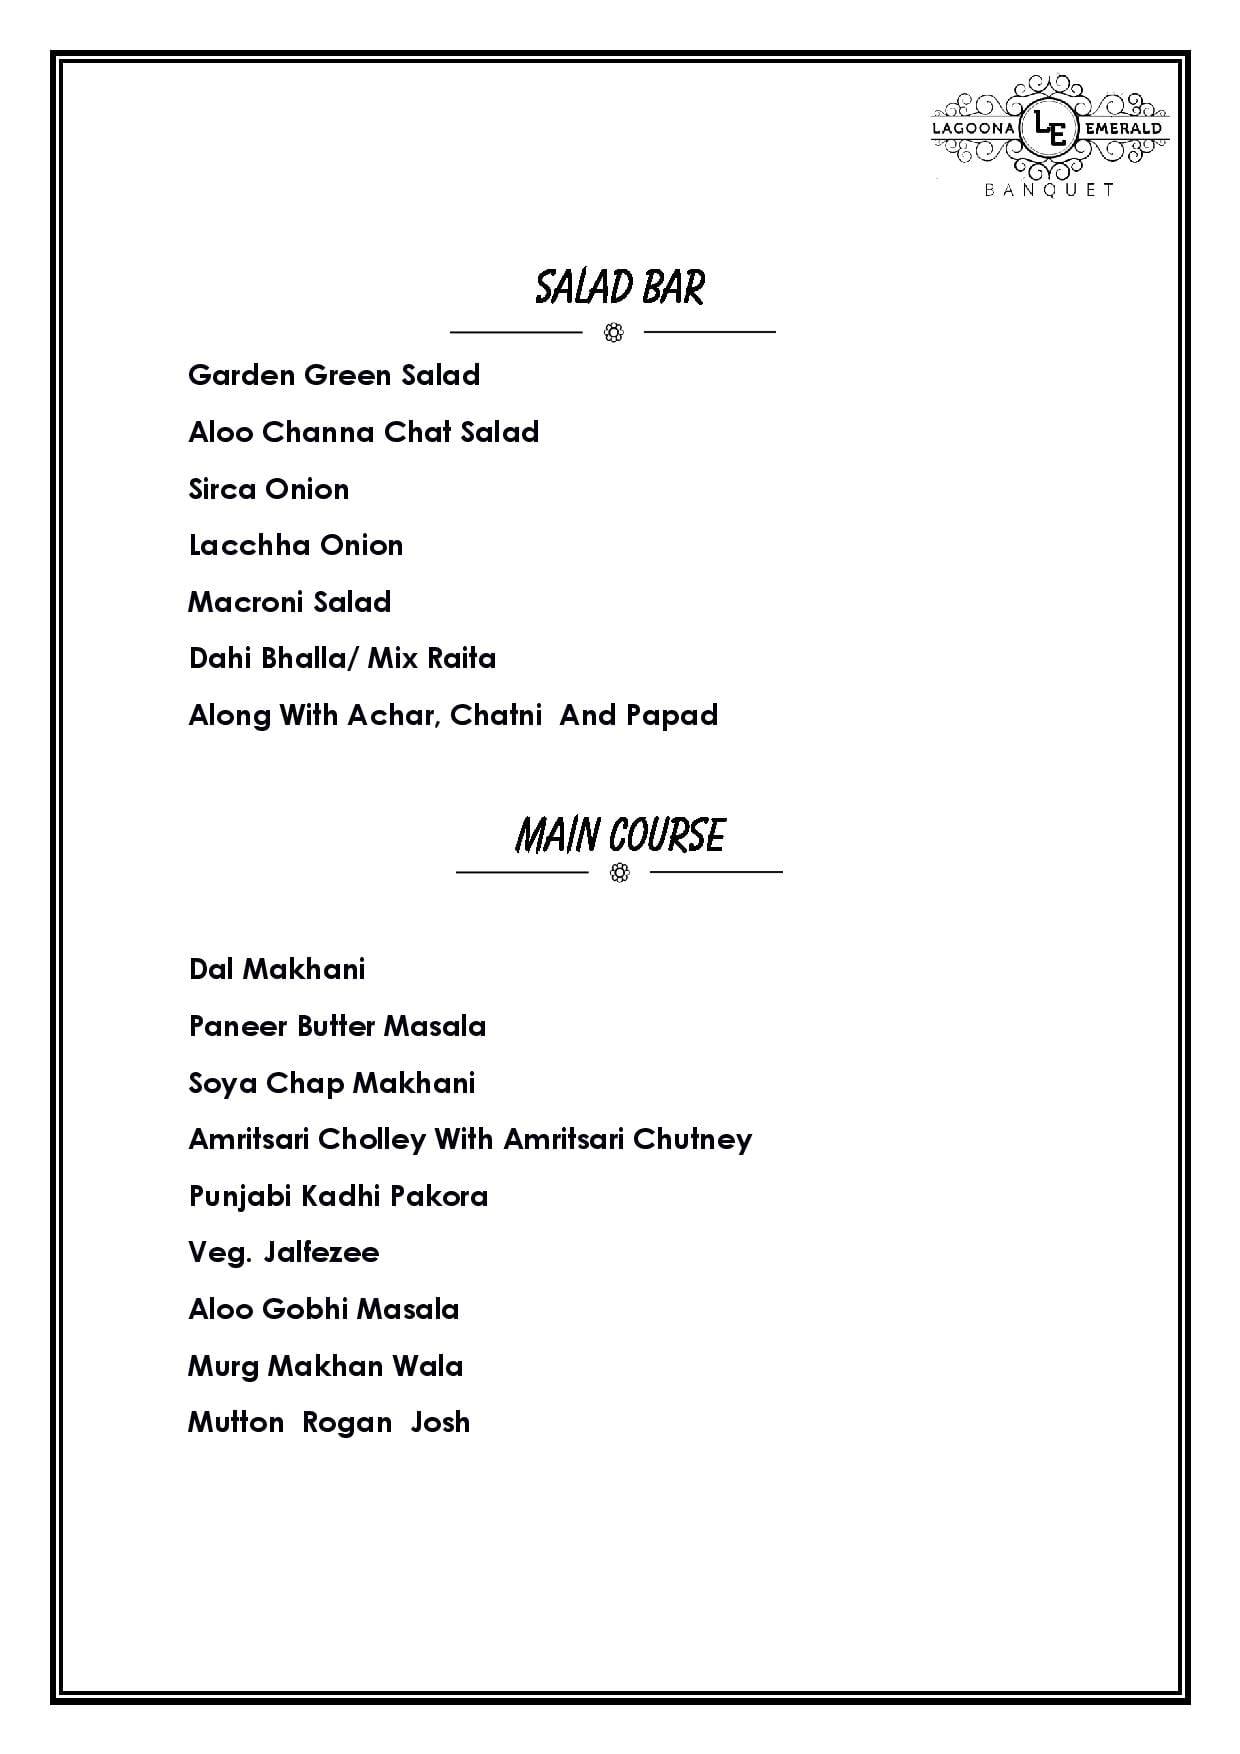 LAGOONA LE EMERALD
BANQUET
SALAD BAR
Garden Green Salad
Aloo Channa Chat Salad
Sirca Onion
Lacchha Onion
Macroni Salad
Dahi Bhalla/ Mix Raita
Along With Achar, Chatni And Papad
MAIN COURSE
Dal Makhani
Paneer Butter Masala
Soya Chap Makhani
Amritsari Cholley With Amritsari Chutney
Punjabi Kadhi Pakora
Veg. Jalfezee
Aloo Gobhi Masala
Murg Makhan Wala
Mutton Rogan Josh